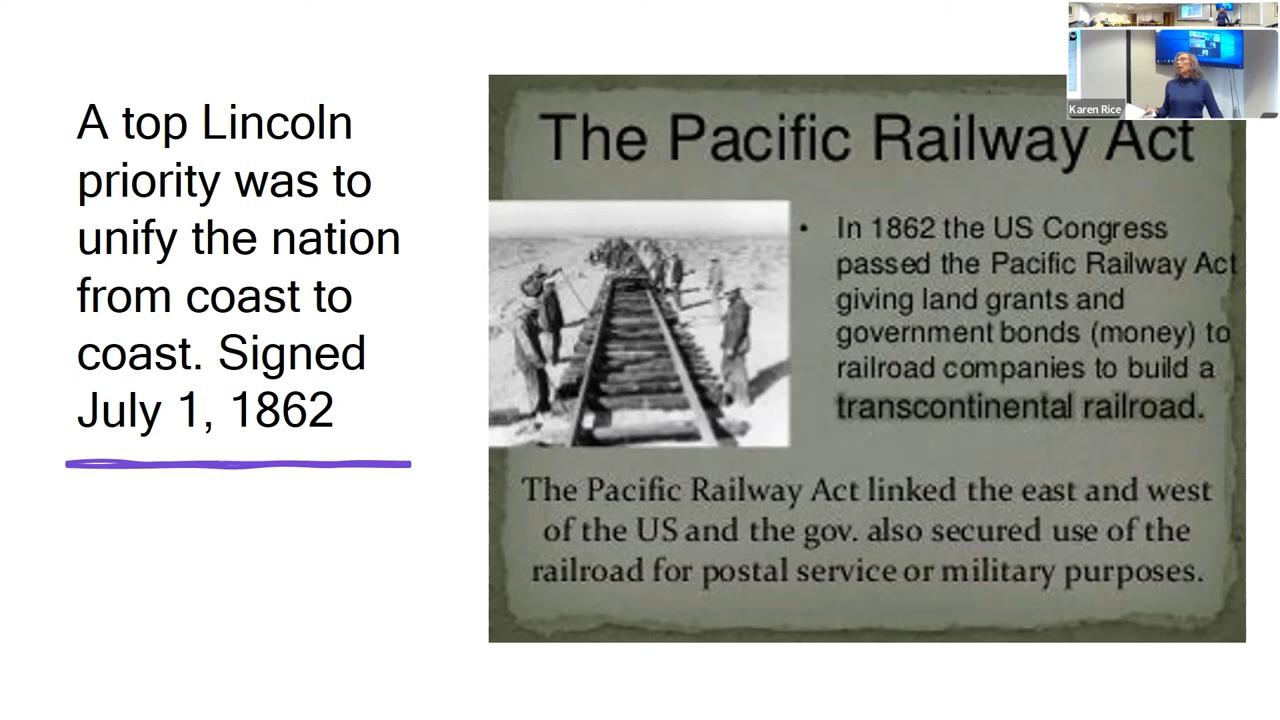 A top Lincoln
priority was to
unify the nation
from coast to
coast. Signed
July 1, 1862
The Pacific Railway Act
• In 1862 the US Congress
passed the Pacific Railway Act
giving land grants and
government bonds (money) to
railroad companies to build a
transcontinental railroad.
The Pacific Railway Act linked the east and west
of the US and the gov. also secured use of the
railroad for postal service or military purposes.
Karen Rice